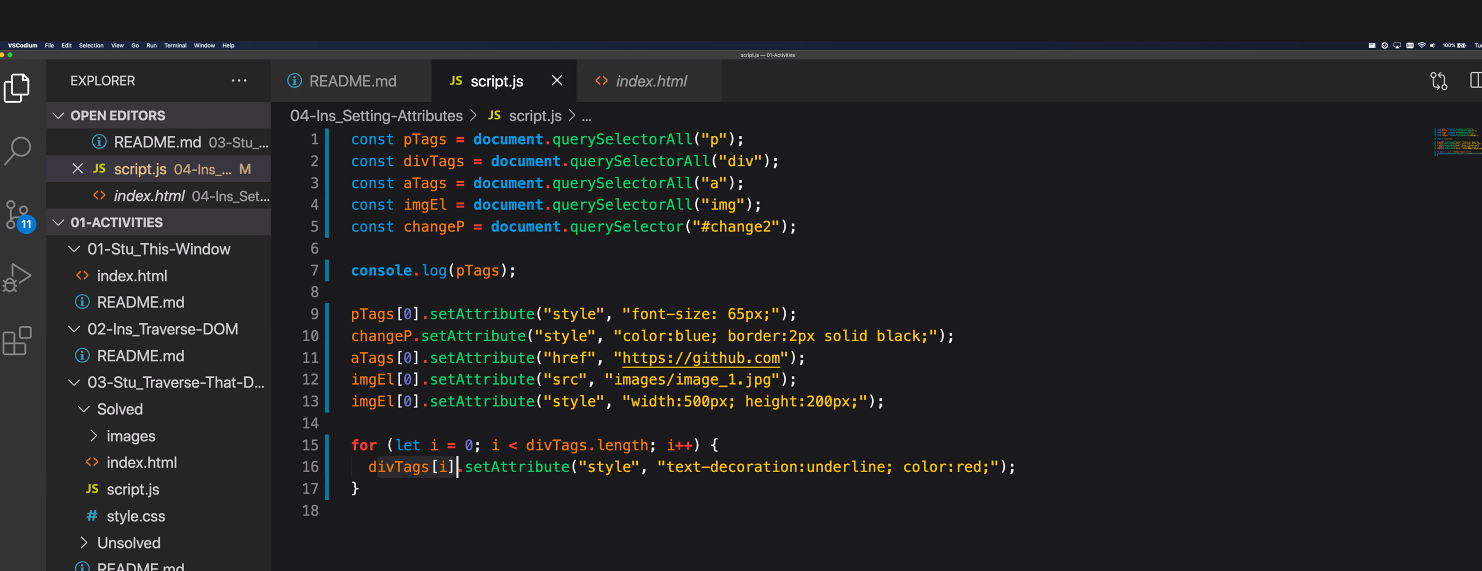 VSCodium File Edit Selection View Go Run Terminal Window Help
100%
Tu
script.js — 01-Activities
EXPLORER
README.md
JS script.js
index.html
OPEN EDITORS
README.md 03-Stu_...
JS script.js 04-Ins_... M
index.html 04-Ins_Set...
11
01-ACTIVITIES
01-Stu_This-Window
index.html
README.md
02-Ins_Traverse-DOM
README.md
03-Stu_Traverse-That-D...
Solved
images
index.html
JS script.js
# style.css
Unsolved
README.md
04-Ins_Setting-Attributes > JS script.js > ...
1 const pTags = document.querySelectorAll("p");
2 const divTags = document.querySelectorAll("div");
3 const aTags = document.querySelectorAll("a");
4 const imgEl = document.querySelectorAll("img");
5 const changeP = document.querySelector("#change2");
6
7 console.log(pTags);
8
9 pTags[0].setAttribute("style", "font-size: 65px;");
10 changeP.setAttribute("style", "color:blue; border:2px solid black;");
11 aTags[0].setAttribute("href", "https://github.com");
12 imgEl[0].setAttribute("src", "images/image_1.jpg");
13 imgEl[0].setAttribute("style", "width:500px; height:200px;");
14
15 for (let i = 0; i < divTags.length; i++) {
16 divTags[i].setAttribute("style", "text-decoration:underline; color:red;");
17 }
18